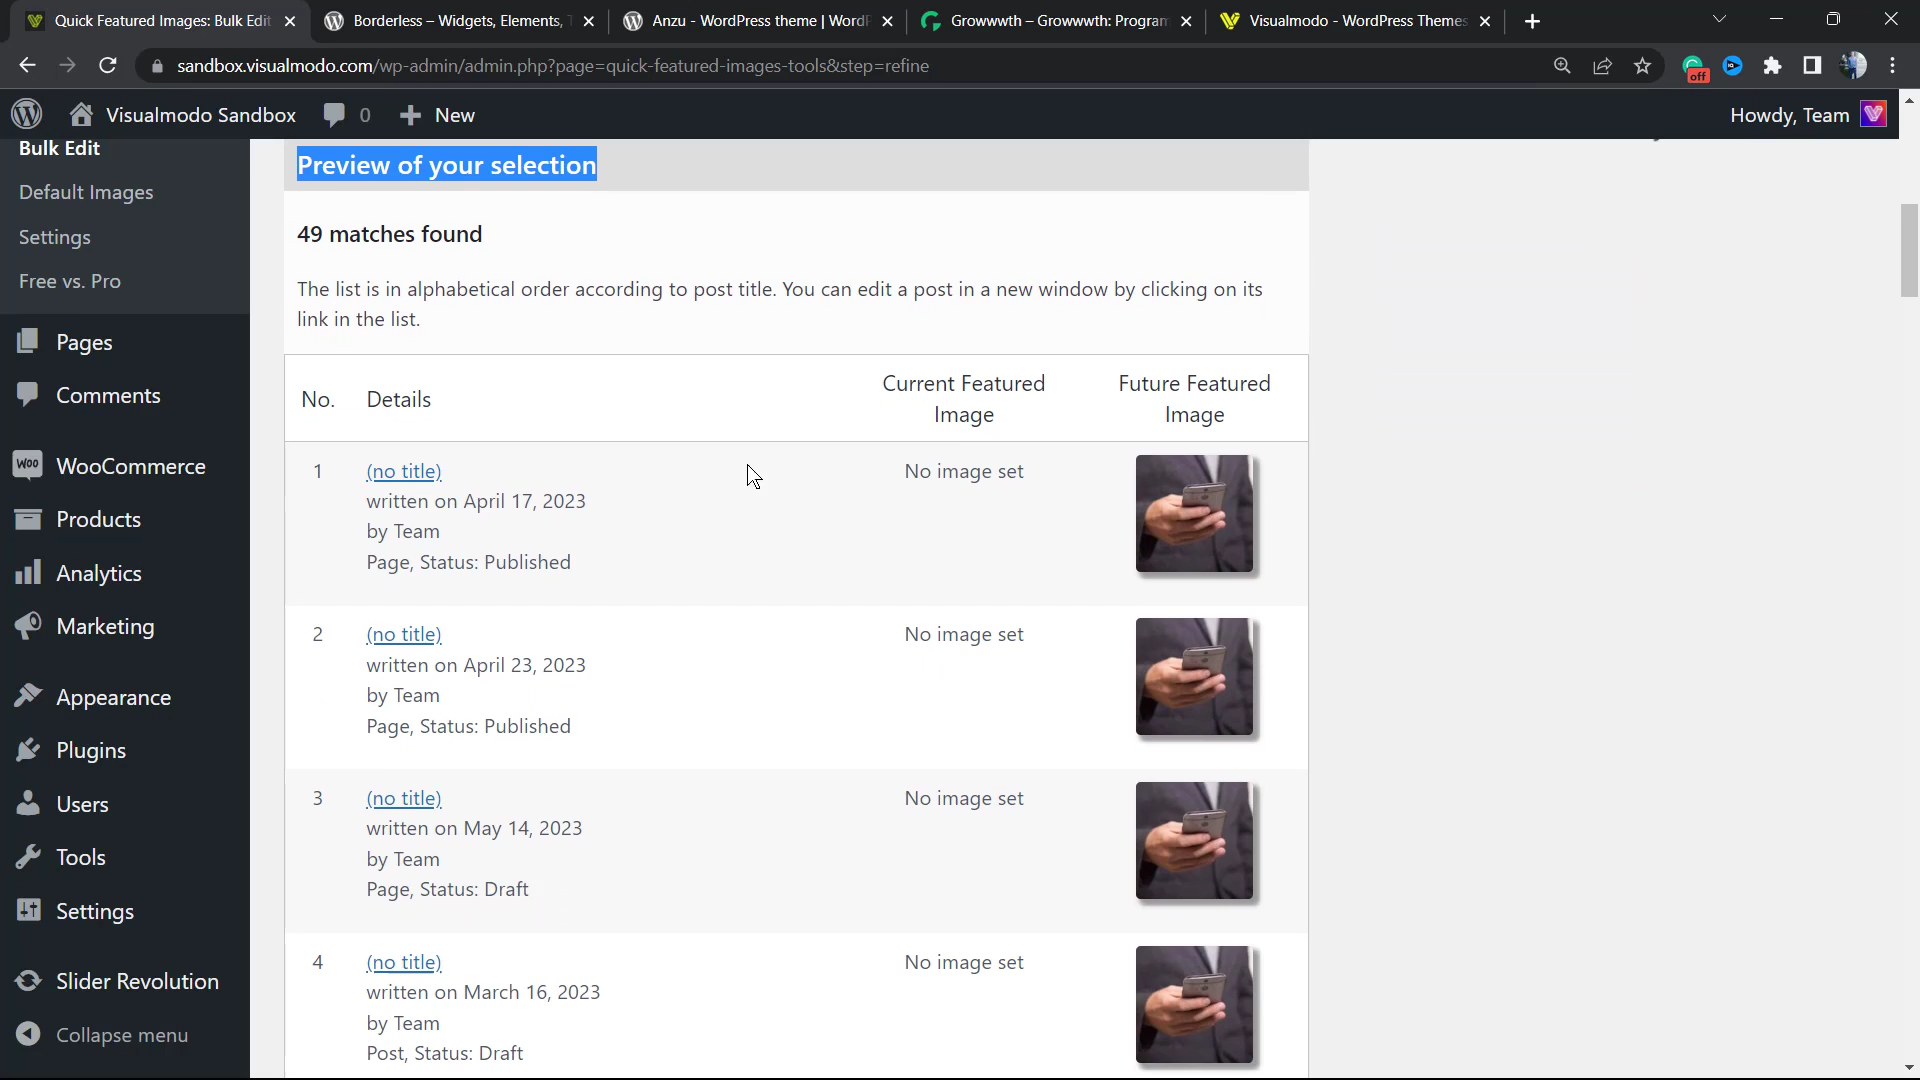 Quick Featured Images: Bulk Edit
Borderless – Widgets, Elements, T
Anzu - WordPress theme | WordP
Growwwth – Growwwth: Program
Visualmodo - WordPress Themes
sandbox.visualmodo.com/wp-admin/admin.php?page=quick-featured-images-tools&step=refine
off
Visualmodo Sandbox
0
New
Howdy, Team
Bulk Edit
Default Images
Settings
Free vs. Pro
Pages
Comments
Woo
WooCommerce
Products
Analytics
Marketing
Appearance
Plugins
Users
Tools
Settings
Slider Revolution
Collapse menu
Preview of your selection
49 matches found
The list is in alphabetical order according to post title. You can edit a post in a new window by clicking on its
link in the list.
No.
Details
Current Featured
Image
Future Featured
Image
1
(no title)
written on April 17, 2023
by Team
Page, Status: Published
No image set
2
(no title)
written on April 23, 2023
by Team
Page, Status: Published
No image set
3
(no title)
written on May 14, 2023
by Team
Page, Status: Draft
No image set
4
(no title)
written on March 16, 2023
by Team
Post, Status: Draft
No image set